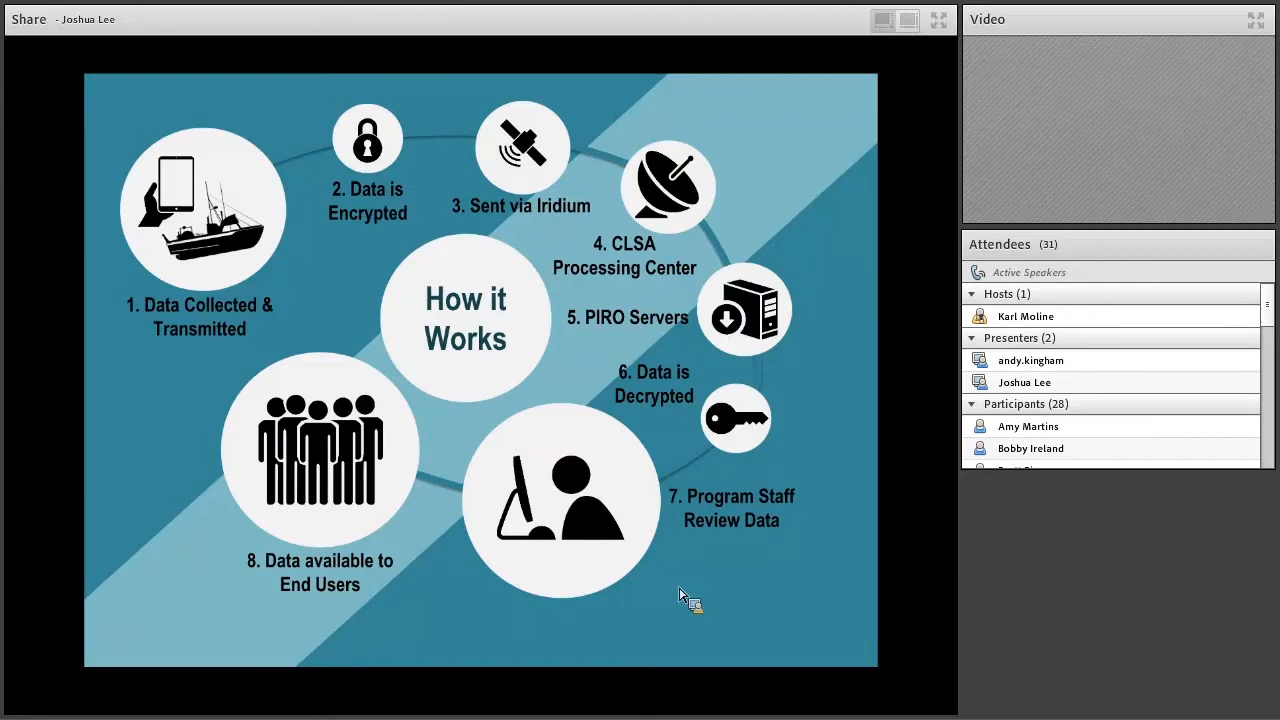 Share - Joshua Lee
2. Data is
Encrypted
3. Sent via Iridium
4. CLSA
Processing Center
1. Data Collected &
Transmitted
How it
Works
5. PIRO Servers
6. Data is
Decrypted
7. Program Staff
Review Data
8. Data available to
End Users
Video
Attendees (31)
Active Speakers
Hosts (1)
Karl Moline
Presenters (2)
andy.kingham
Joshua Lee
Participants (28)
Amy Martins
Bobby Ireland